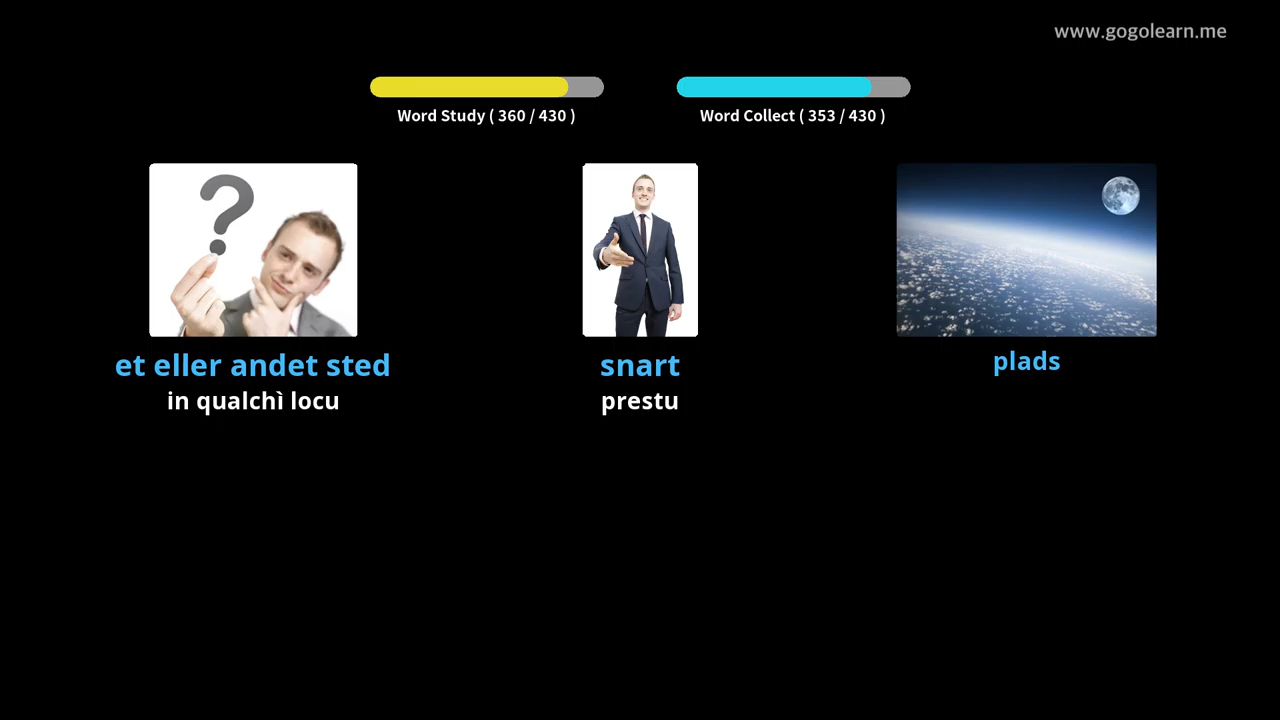 www.gogolearn.me
Word Study ( 360 / 430 )
Word Collect ( 353 / 430 )
?
et eller andet sted
in qualchì locu
snart
prestu
plads